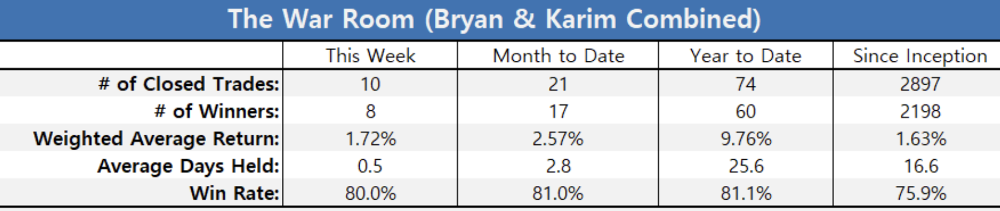 The War Room (Bryan & Karim Combined)
This Week Month to Date Year to Date Since Inception
# of Closed Trades: 10 21 74 2897
# of Winners: 8 17 60 2198
Weighted Average Return: 1.72% 2.57% 9.76% 1.63%
Average Days Held: 0.5 2.8 25.6 16.6
Win Rate: 80.0% 81.0% 81.1% 75.9%